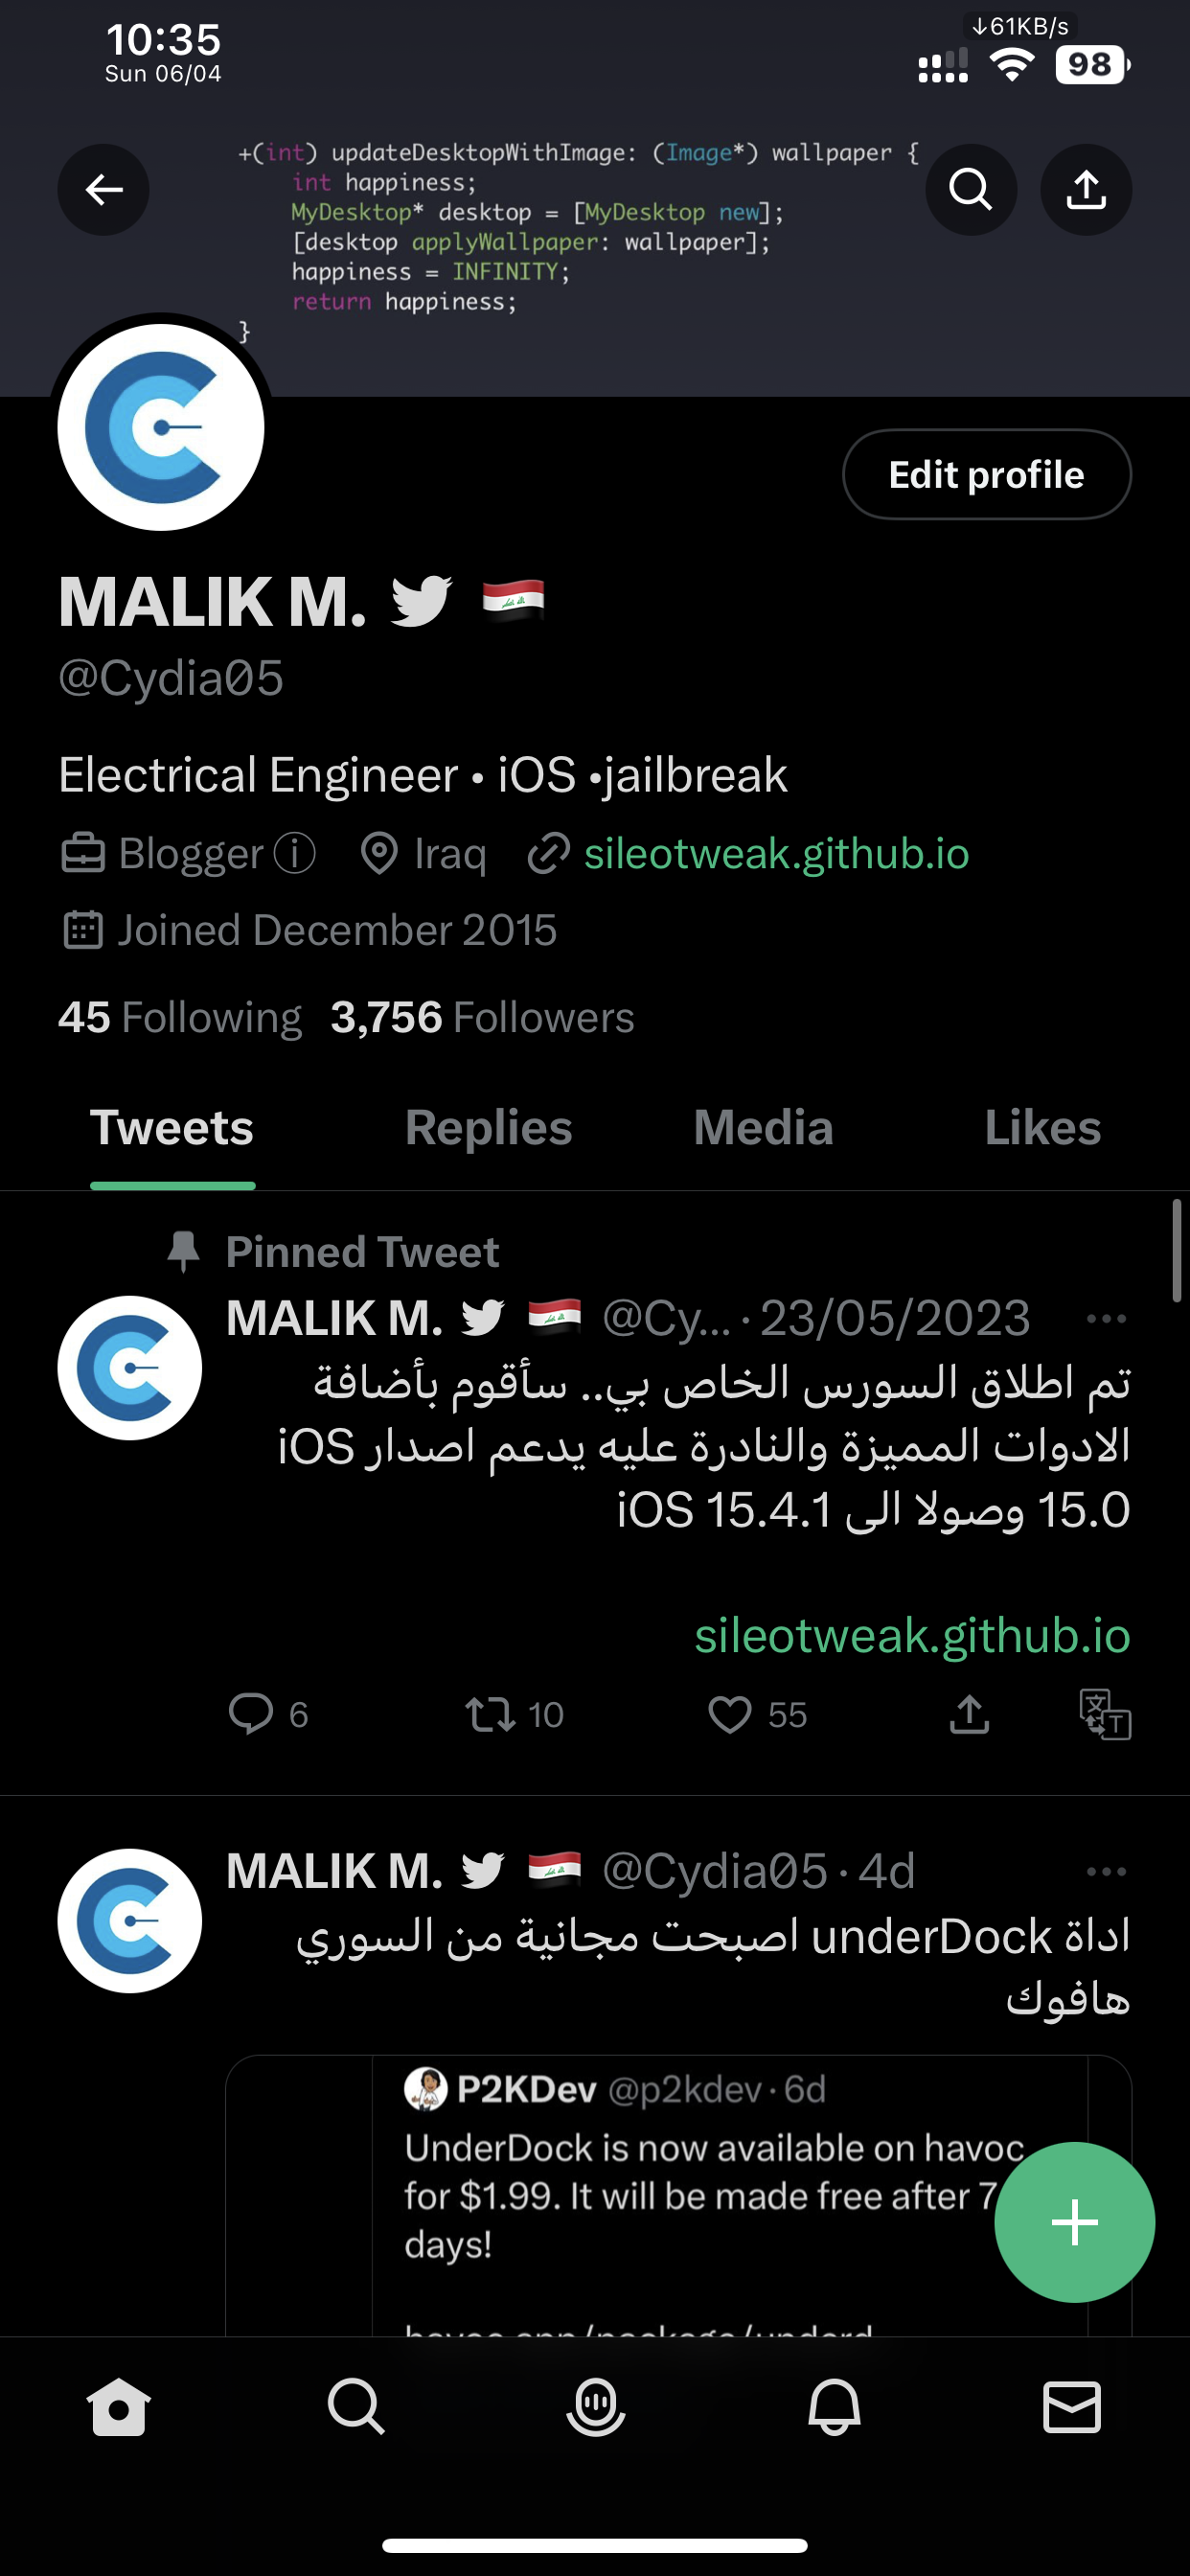 ↓61KB/s
10:35
Sun 06/04
98
+(int) updateDesktopWithImage: (Image*) wallpaper {
int happiness;
MyDesktop* desktop = [MyDesktop new];
[desktop applyWallpaper: wallpaper];
happiness = INFINITY;
return happiness;
}
Edit profile
MALIK M. 🇮🇶
@Cydia05
Electrical Engineer • iOS •jailbreak
Blogger ⓘ Iraq sileotweak.github.io
Joined December 2015
45 Following 3,756 Followers
Tweets Replies Media Likes
Pinned Tweet
MALIK M. 🇮🇶 @Cy... · 23/05/2023
تم اطلاق السورس الخاص بي.. سأقوم بأضافة
الادوات المميزة والنادرة عليه يدعم اصدار iOS
15.0 وصولا الى iOS 15.4.1
sileotweak.github.io
6 10 55
MALIK M. 🇮🇶 @Cydia05 · 4d
اداة underDock اصبحت مجانية من السوري
هافوك
P2KDev @p2kdev · 6d
UnderDock is now available on havoc
for $1.99. It will be made free after 7
days!